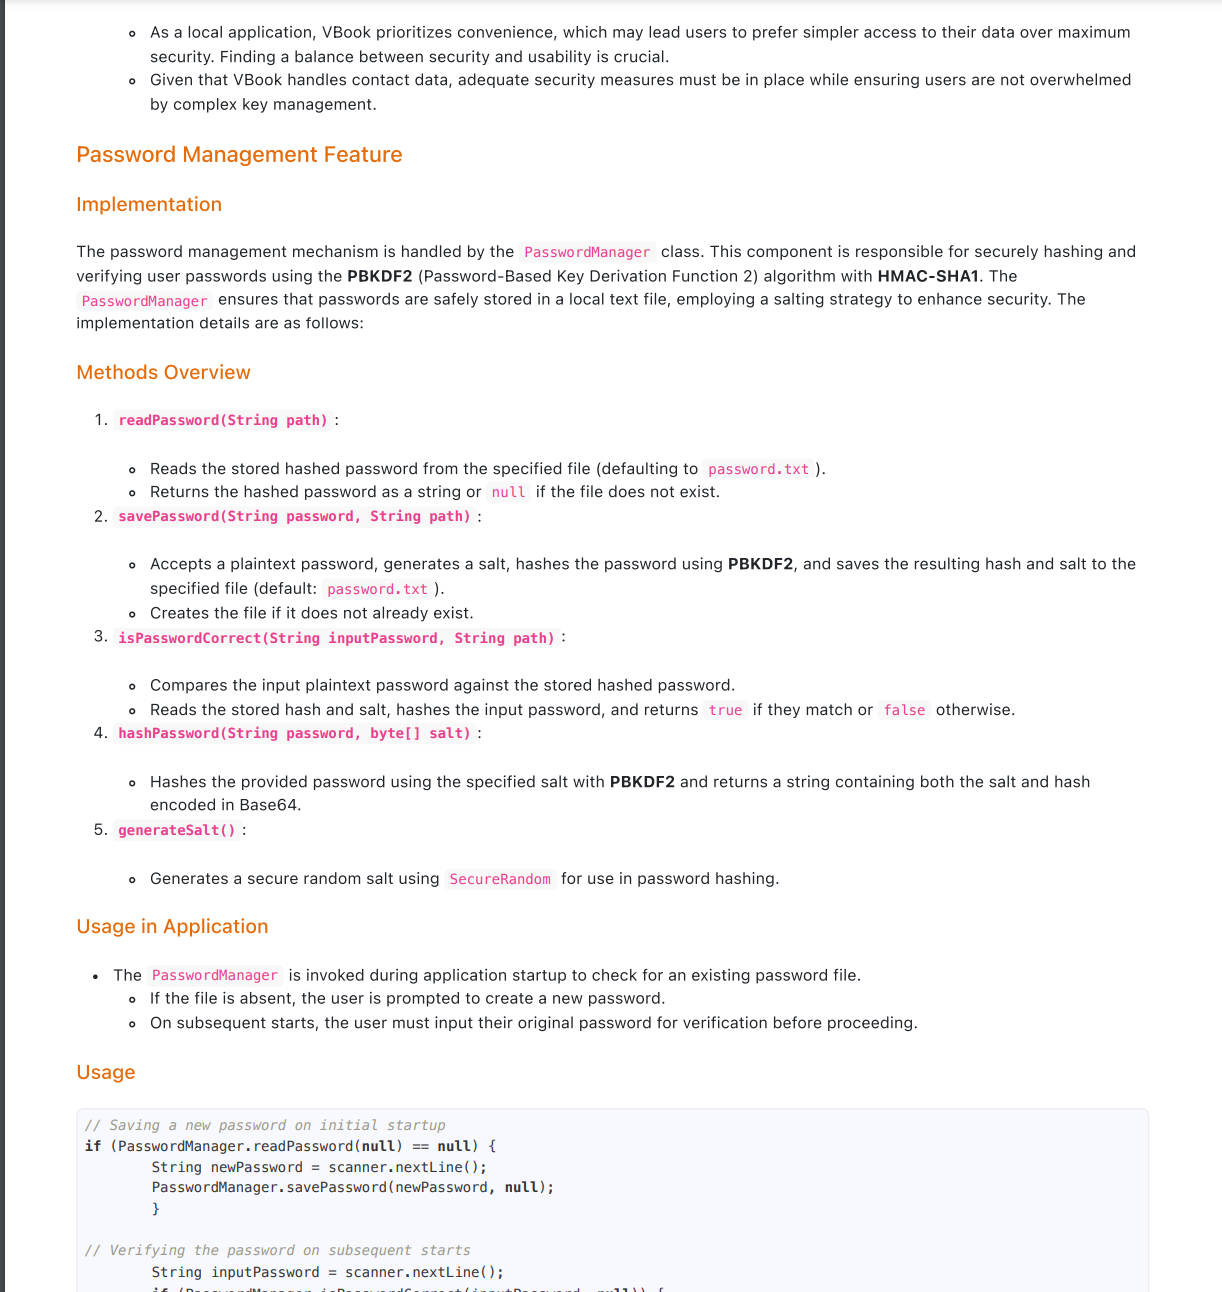 As a local application, VBook prioritizes convenience, which may lead users to prefer simpler access to their data over maximum
security. Finding a balance between security and usability is crucial.
Given that VBook handles contact data, adequate security measures must be in place while ensuring users are not overwhelmed
by complex key management.
Password Management Feature
Implementation
The password management mechanism is handled by the PasswordManager class. This component is responsible for securely hashing and
verifying user passwords using the PBKDF2 (Password-Based Key Derivation Function 2) algorithm with HMAC-SHA1. The
PasswordManager ensures that passwords are safely stored in a local text file, employing a salting strategy to enhance security. The
implementation details are as follows:
Methods Overview
1. readPassword(String path) :
Reads the stored hashed password from the specified file (defaulting to password.txt ).
Returns the hashed password as a string or null if the file does not exist.
2. savePassword(String password, String path) :
Accepts a plaintext password, generates a salt, hashes the password using PBKDF2, and saves the resulting hash and salt to the
specified file (default: password.txt ).
Creates the file if it does not already exist.
3. isPasswordCorrect(String inputPassword, String path) :
Compares the input plaintext password against the stored hashed password.
Reads the stored hash and salt, hashes the input password, and returns true if they match or false otherwise.
4. hashPassword(String password, byte[] salt) :
Hashes the provided password using the specified salt with PBKDF2 and returns a string containing both the salt and hash
encoded in Base64.
5. generateSalt() :
Generates a secure random salt using SecureRandom for use in password hashing.
Usage in Application
The PasswordManager is invoked during application startup to check for an existing password file.
If the file is absent, the user is prompted to create a new password.
On subsequent starts, the user must input their original password for verification before proceeding.
Usage
// Saving a new password on initial startup
if (PasswordManager.readPassword(null) == null) {
String newPassword = scanner.nextLine();
PasswordManager.savePassword(newPassword, null);
}
// Verifying the password on subsequent starts
String inputPassword = scanner.nextLine();
if (PasswordManager.isPasswordCorrect(inputPassword, null)) {